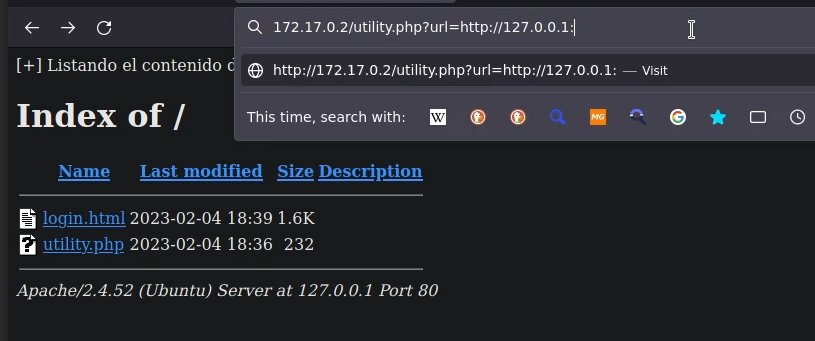 172.17.0.2/utility.php?url=http://127.0.0.1:
[+] Listando el contenido d
http://172.17.0.2/utility.php?url=http://127.0.0.1: — Visit
This time, search with: W MG G
Index of /
Name Last modified Size Description
login.html 2023-02-04 18:39 1.6K
utility.php 2023-02-04 18:36 232
Apache/2.4.52 (Ubuntu) Server at 127.0.0.1 Port 80